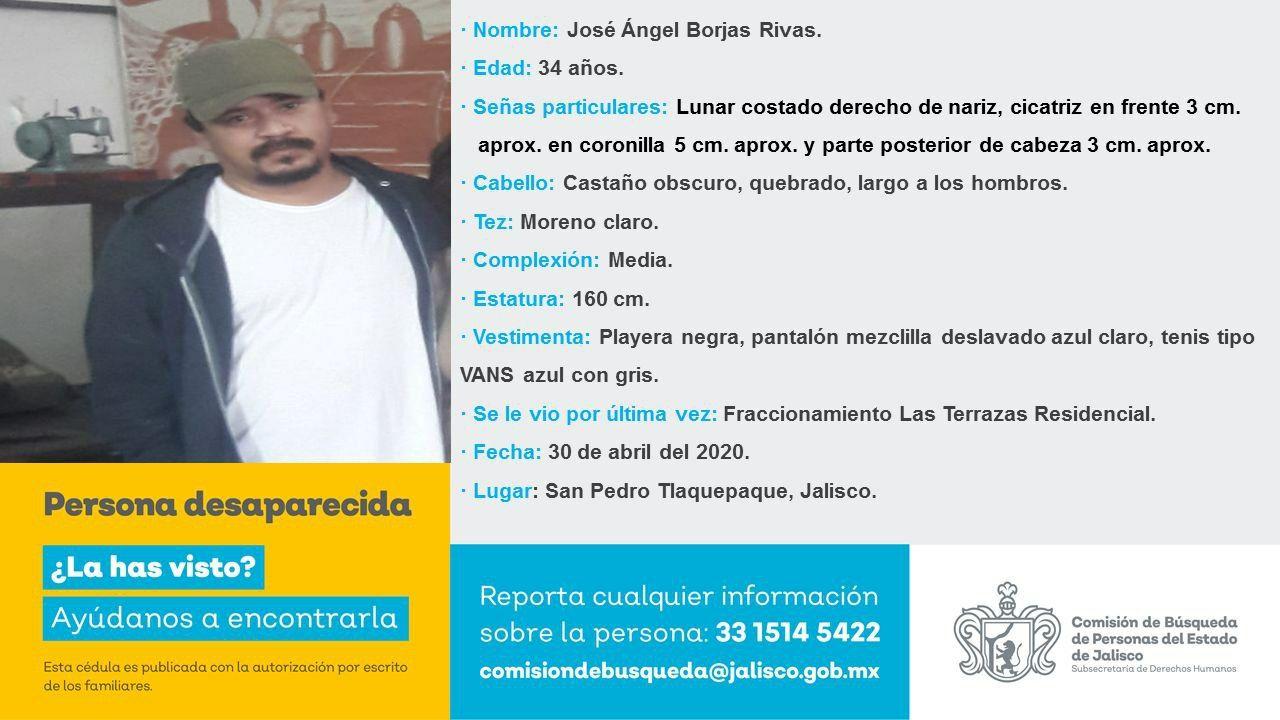 · Nombre: José Ángel Borjas Rivas.
· Edad: 34 años.
· Señas particulares: Lunar costado derecho de nariz, cicatriz en frente 3 cm.
aprox. en coronilla 5 cm. aprox. y parte posterior de cabeza 3 cm. aprox.
· Cabello: Castaño obscuro, quebrado, largo a los hombros.
· Tez: Moreno claro.
· Complexión: Media.
· Estatura: 160 cm.
· Vestimenta: Playera negra, pantalón mezclilla deslavado azul claro, tenis tipo
VANS azul con gris.
· Se le vio por última vez: Fraccionamiento Las Terrazas Residencial.
· Fecha: 30 de abril del 2020.
· Lugar: San Pedro Tlaquepaque, Jalisco.
Persona desaparecida
¿La has visto?
Ayúdanos a encontrarla
Esta cédula es publicada con la autorización por escrito
de los familiares.
Reporta cualquier información
sobre la persona: 33 1514 5422
comisiondebusqueda@jalisco.gob.mx
Comisión de Búsqueda
de Personas del Estado
de Jalisco
Subsecretaría de Derechos Humanos